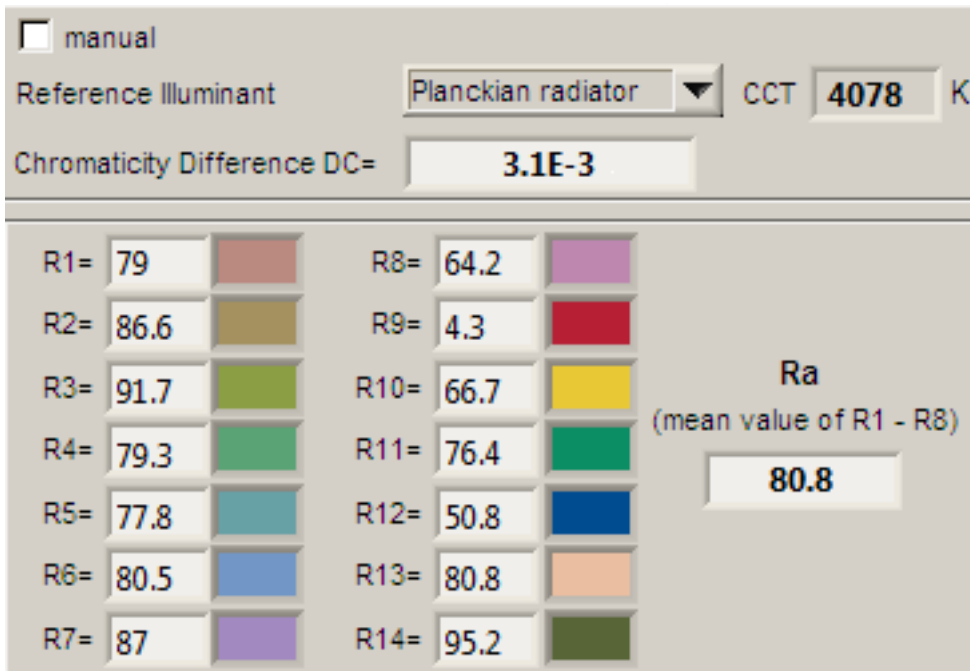 manual
Reference Illuminant Planckian radiator CCT 4078 K
Chromaticity Difference DC= 3.1E-3
R1= 79 R8= 64.2
R2= 86.6 R9= 4.3
R3= 91.7 R10= 66.7
Ra
R4= 79.3 R11= 76.4
(mean value of R1 - R8)
80.8
R5= 77.8 R12= 50.8
R6= 80.5 R13= 80.8
R7= 87 R14= 95.2